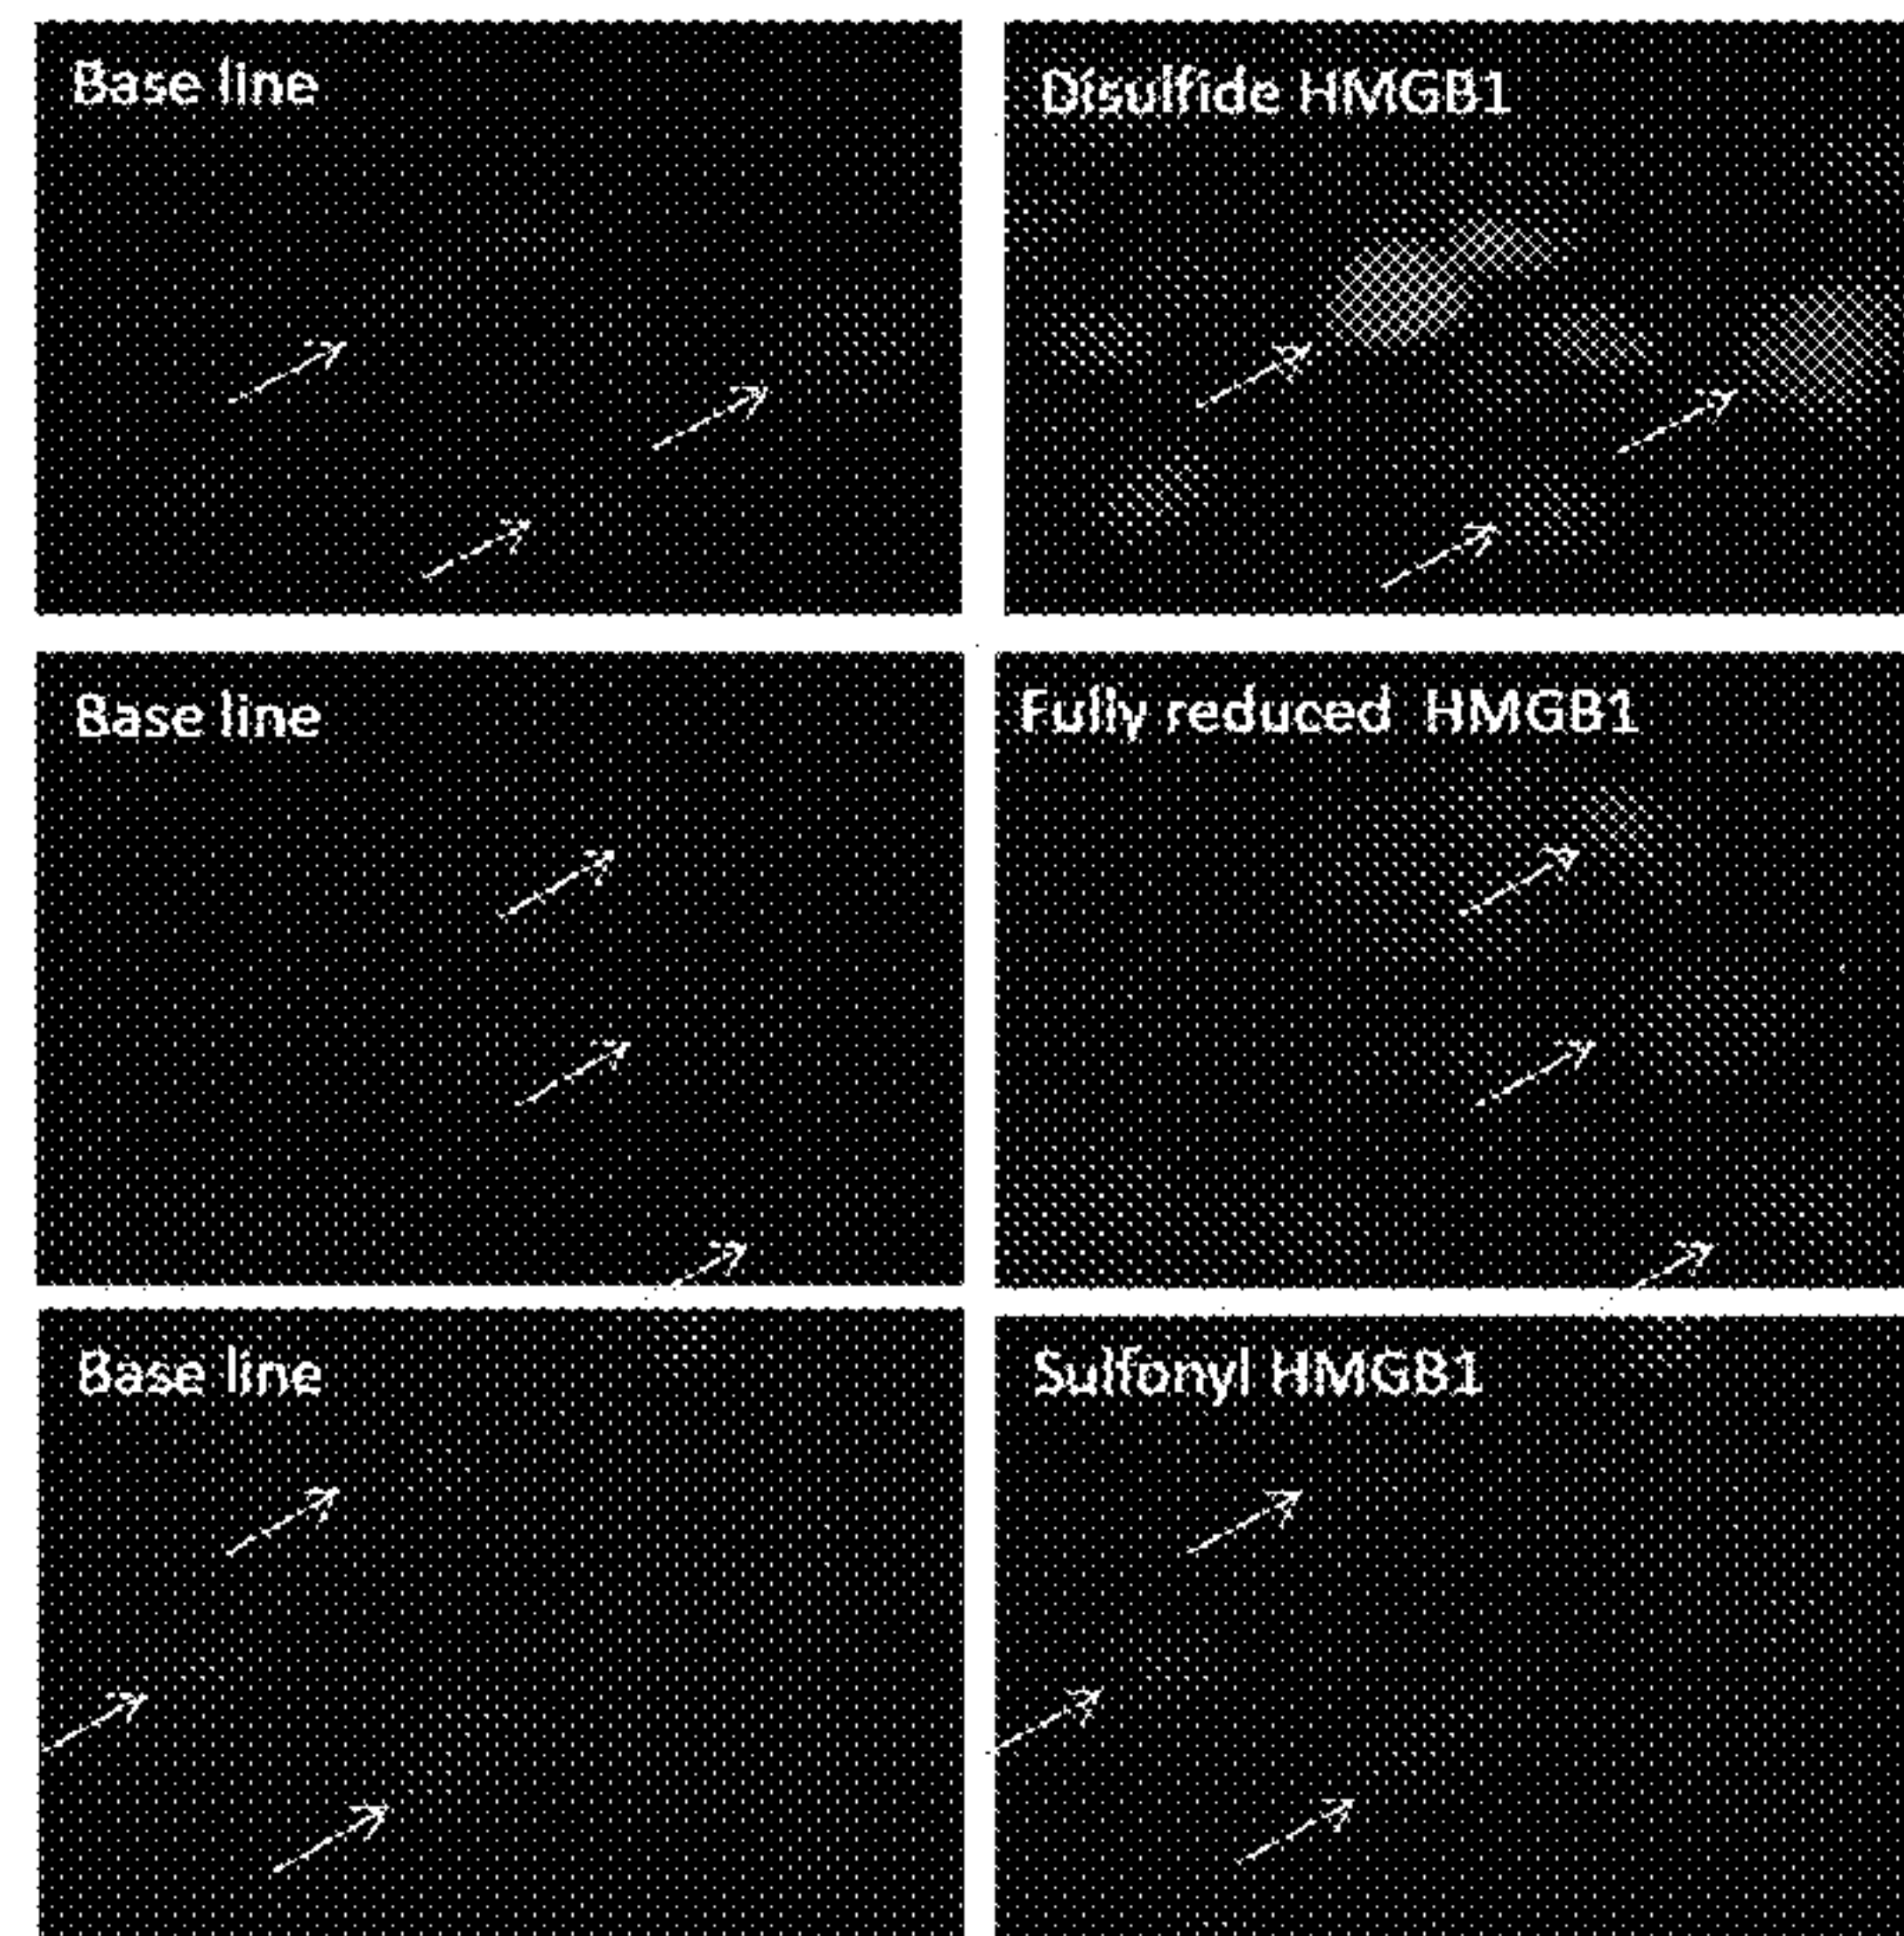 Base line
Disulfide HMGB1
Base line
Fully reduced HMGB1
Base line
Sulfonyl HMGB1